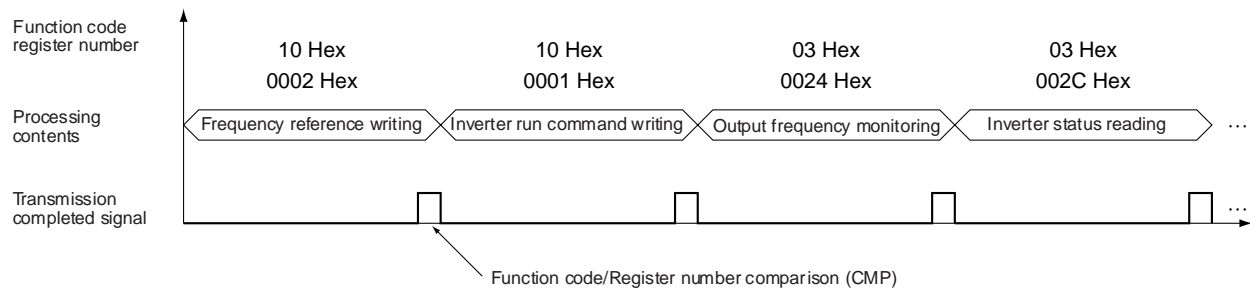 Function code
register number
10 Hex 10 Hex 03 Hex 03 Hex
0002 Hex 0001 Hex 0024 Hex 002C Hex
Processing
contents
Frequency reference writing Inverter run command writing Output frequency monitoring Inverter status reading ...
Transmission
completed signal
...
Function code/Register number comparison (CMP)